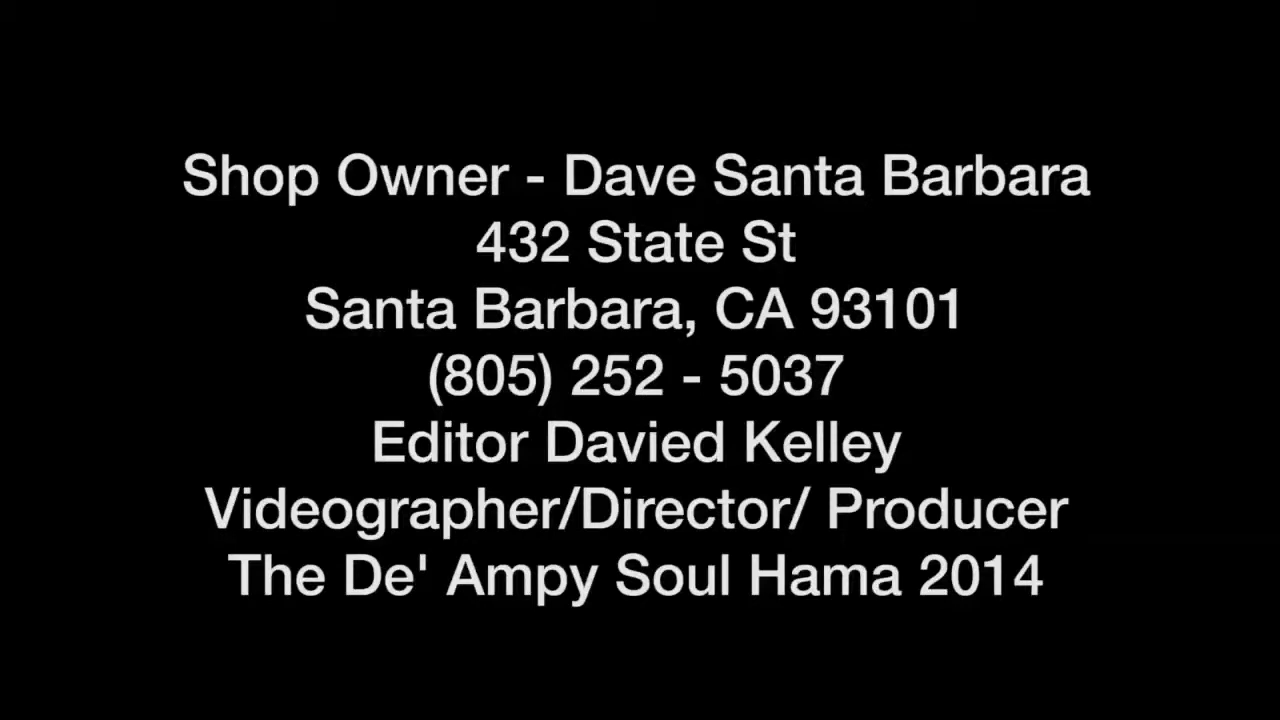 Shop Owner - Dave Santa Barbara
432 State St
Santa Barbara, CA 93101
(805) 252 - 5037
Editor Davied Kelley
Videographer/Director/ Producer
The De' Ampy Soul Hama 2014